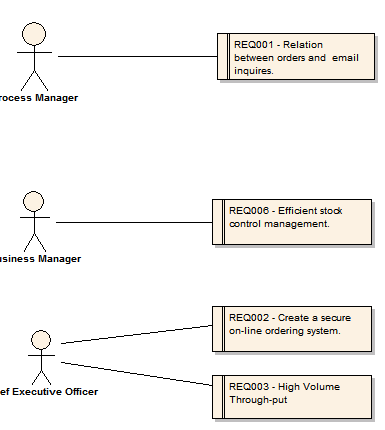 REQ001 - Relation
between orders and email
inquires.
rocess Manager
REQ006 - Efficient stock
control management.
usiness Manager
REQ002 - Create a secure
on-line ordering system.
REQ003 - High Volume
Through-put
ef Executive Officer